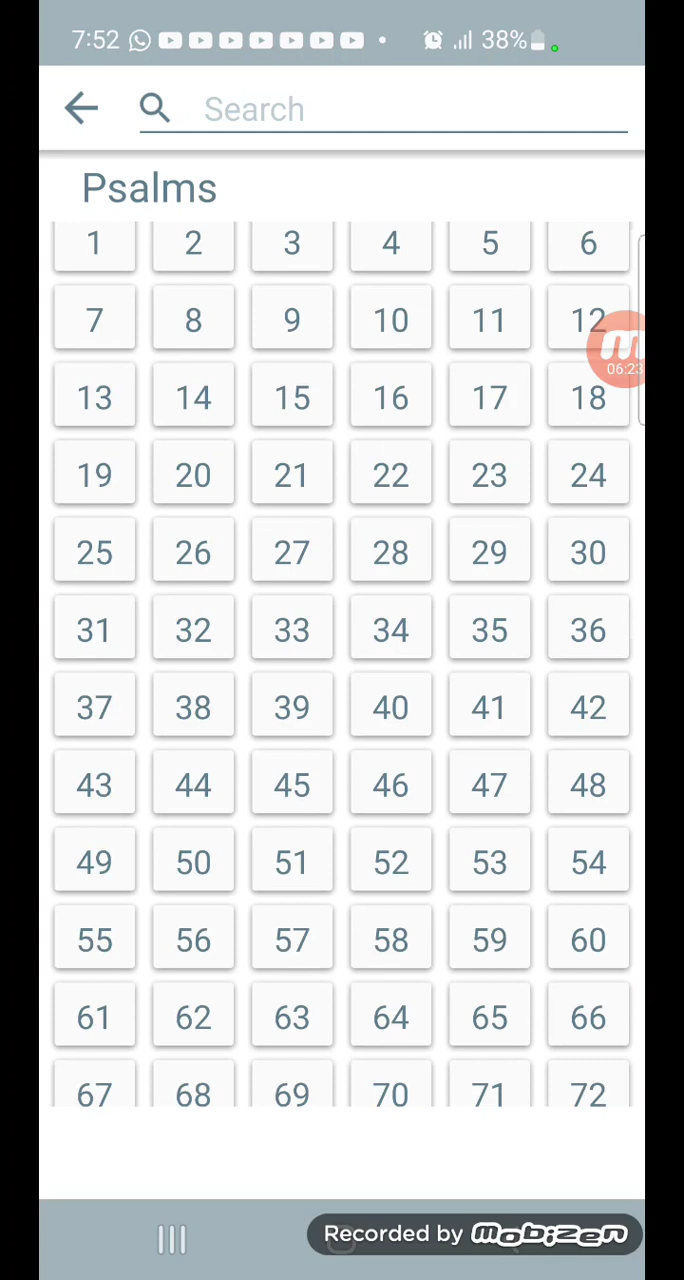 7:52 38%
Search
Psalms
1 2 3 4 5 6
7 8 9 10 11 12
06:23
13 14 15 16 17 18
19 20 21 22 23 24
25 26 27 28 29 30
31 32 33 34 35 36
37 38 39 40 41 42
43 44 45 46 47 48
49 50 51 52 53 54
55 56 57 58 59 60
61 62 63 64 65 66
67 68 69 70 71 72
Recorded by mobizen